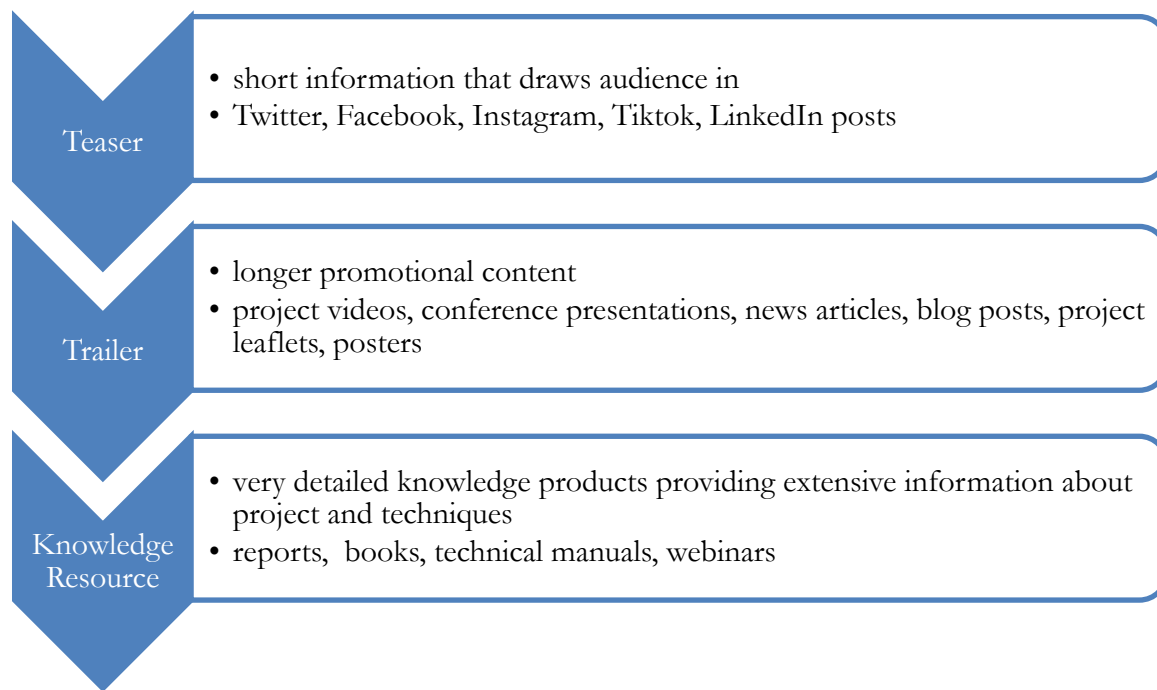 Teaser
• short information that draws audience in
• Twitter, Facebook, Instagram, Tiktok, LinkedIn posts
Trailer
• longer promotional content
• project videos, conference presentations, news articles, blog posts, project
leaflets, posters
Knowledge
Resource
• very detailed knowledge products providing extensive information about
project and techniques
• reports,  books, technical manuals, webinars